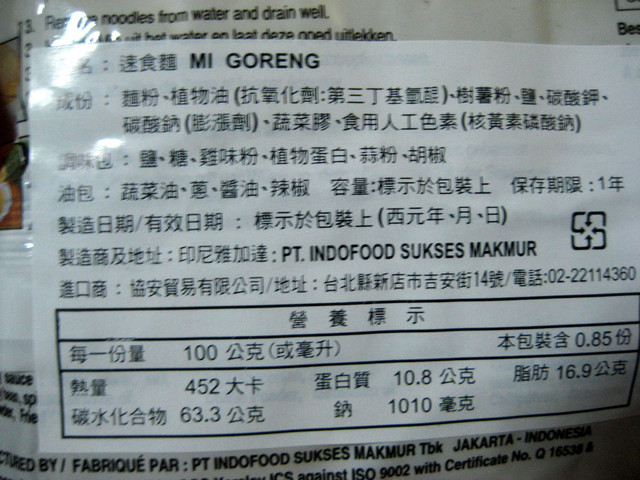 3. Remove noodles from water and drain well.
uit het water en laat deze goed uitlekken.
Bes
名：速食麵 MI GORENG
成份：麵粉、植物油(抗氧化劑:第三丁基氫醌)、樹薯粉、鹽、碳酸鉀、
碳酸鈉(膨漲劑)、蔬菜膠、食用人工色素(核黃素磷酸鈉)
調味包：鹽、糖、雞味粉、植物蛋白、蒜粉、胡椒
油包：蔬菜油、蔥、醬油、辣椒 容量:標示於包裝上 保存期限:1年
製造日期/有效日期：標示於包裝上(西元年、月、日)
製造商及地址：印尼雅加達：PT. INDOFOOD SUKSES MAKMUR
進口商：協安貿易有限公司/地址：台北縣新店市吉安街14號/電話:02-22114360
營養標示
每一份量 100 公克(或毫升) 本包裝含 0.85份
熱量 452 大卡 蛋白質 10.8 公克 脂肪 16.9公克
碳水化合物 63.3 公克 鈉 1010 毫克
sauce
CTURED BY / FABRIQUÉ PAR : PT INDOFOOD SUKSES MAKMUR Tbk JAKARTA - INDONESIA
ICS against ISO 9002 with Certificate No. Q 16538 &